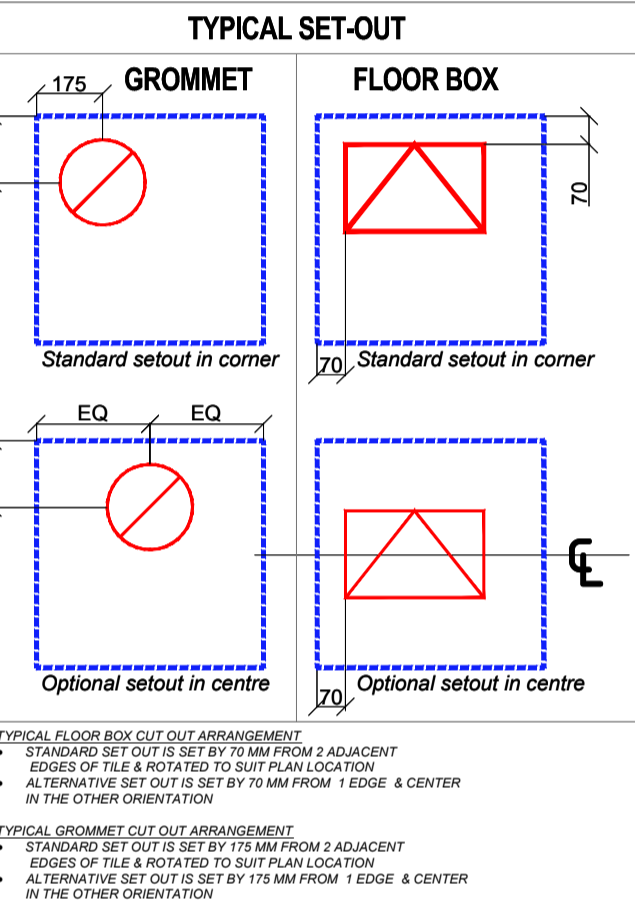 TYPICAL SET-OUT
GROMMET
175
Standard setout in corner
FLOOR BOX
70
70
Standard setout in corner
EQ EQ
Optional setout in centre
CL
70
Optional setout in centre
TYPICAL FLOOR BOX CUT OUT ARRANGEMENT
• STANDARD SET OUT IS SET BY 70 MM FROM 2 ADJACENT
EDGES OF TILE & ROTATED TO SUIT PLAN LOCATION
• ALTERNATIVE SET OUT IS SET BY 70 MM FROM 1 EDGE & CENTER
IN THE OTHER ORIENTATION
TYPICAL GROMMET CUT OUT ARRANGEMENT
• STANDARD SET OUT IS SET BY 175 MM FROM 2 ADJACENT
EDGES OF TILE & ROTATED TO SUIT PLAN LOCATION
• ALTERNATIVE SET OUT IS SET BY 175 MM FROM 1 EDGE & CENTER
IN THE OTHER ORIENTATION